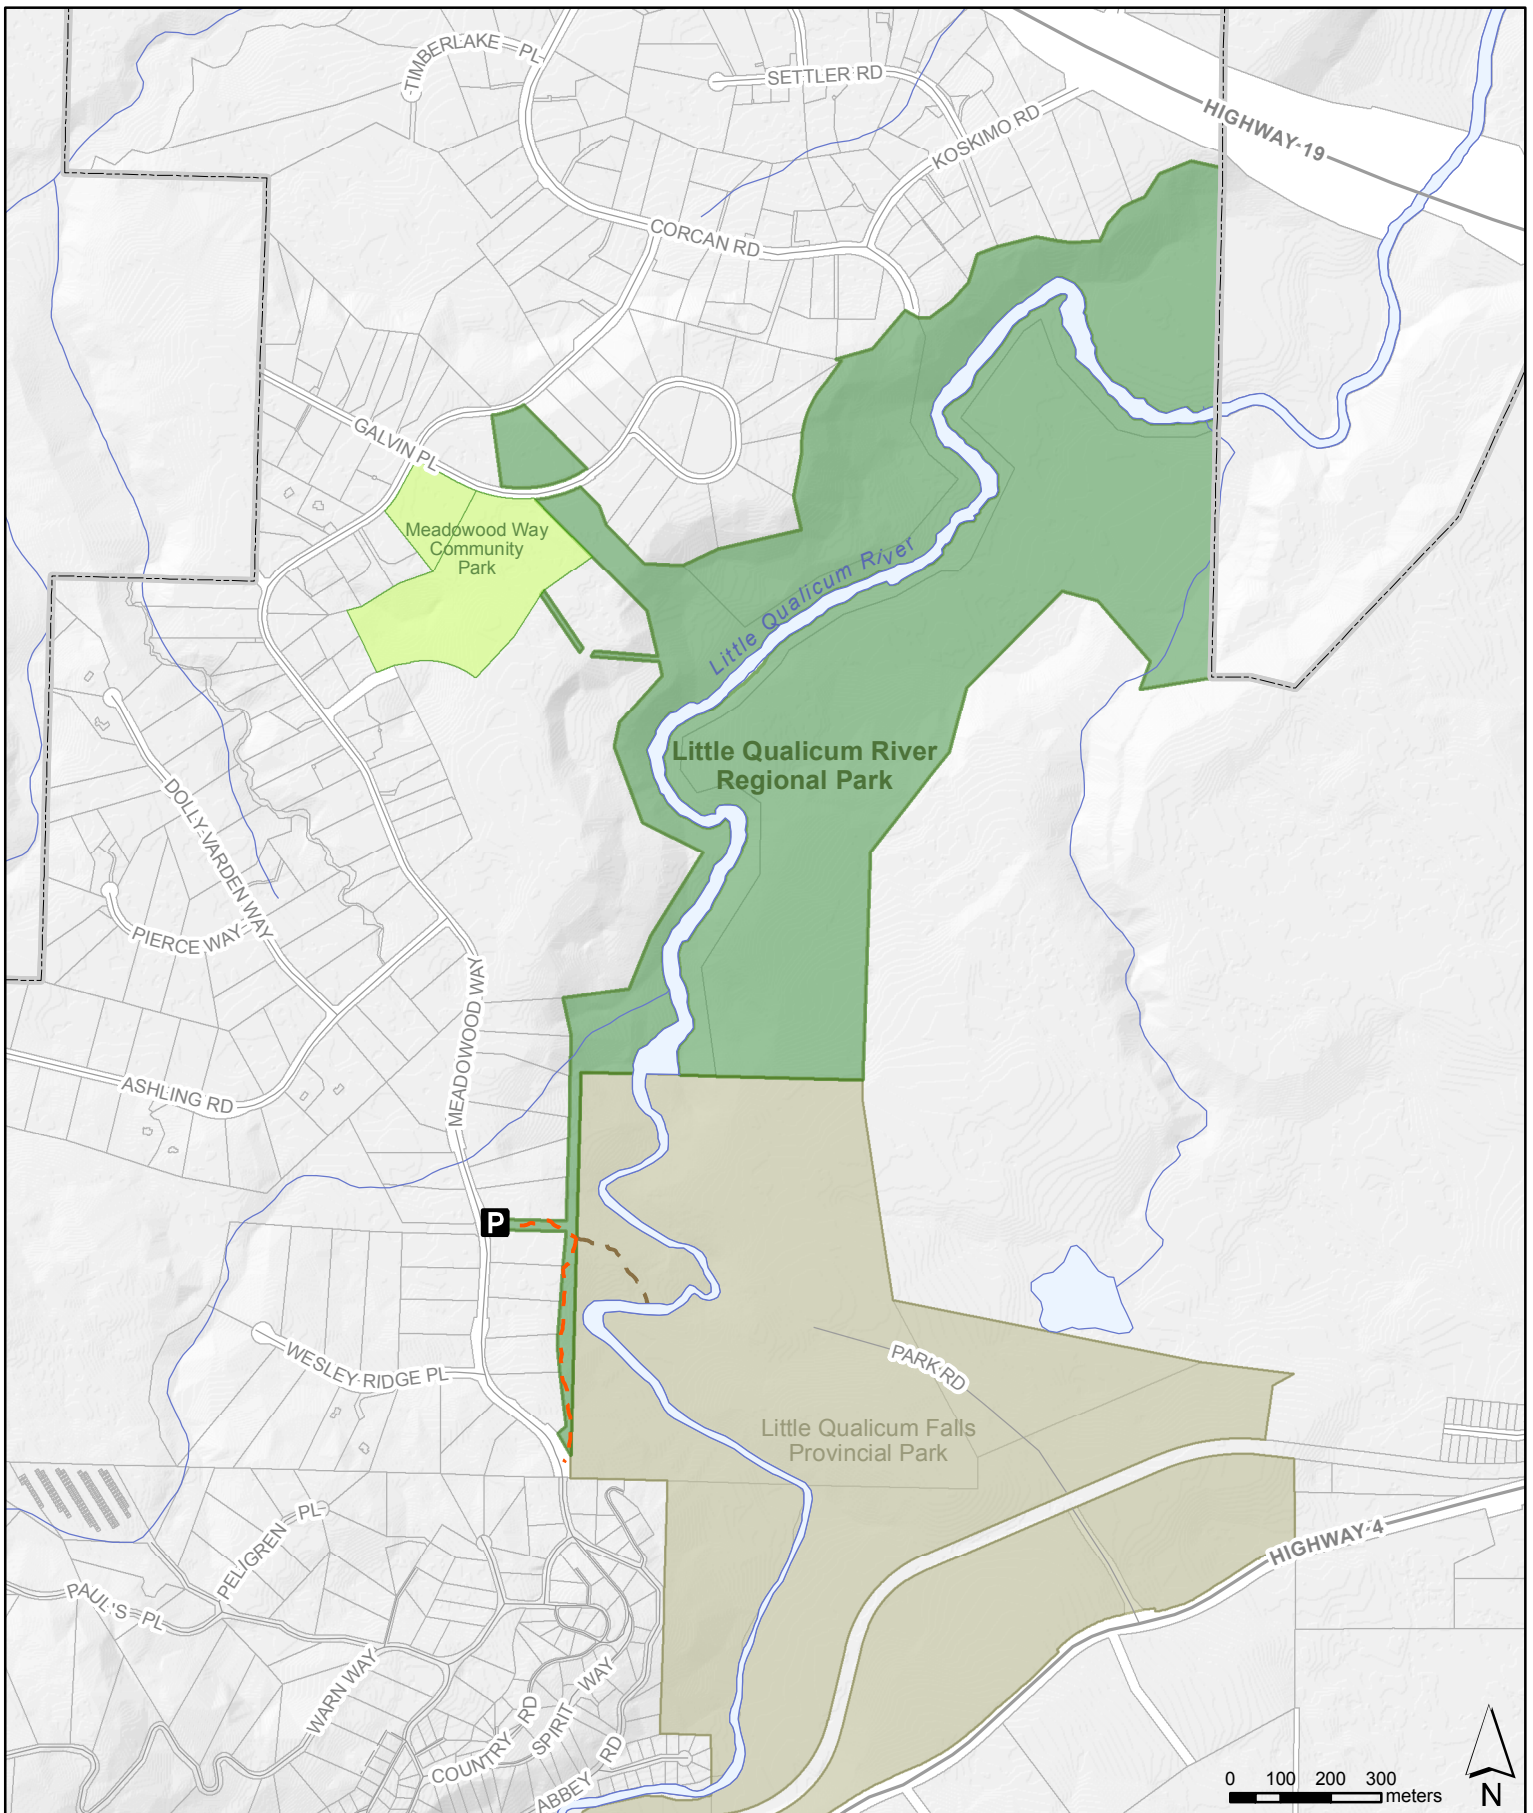 TIMBERLAKE PL
SETTLER RD
HIGHWAY 19
KOSKIMO RD
CORCAN RD
GALVIN PL
Meadowood Way
Community
Park
Little Qualicum River
Little Qualicum River
Regional Park
DOLLY VARDEN WAY
PIERCE WAY
MEADOWOOD WAY
ASHLING RD
P
WESLEY RIDGE PL
PARK RD
Little Qualicum Falls
Provincial Park
HIGHWAY 4
PELIGREN PL
PAUL'S PL
WARN WAY
COUNTRY RD
SPIRIT WAY
ABBEY RD
0 100 200 300
meters
N